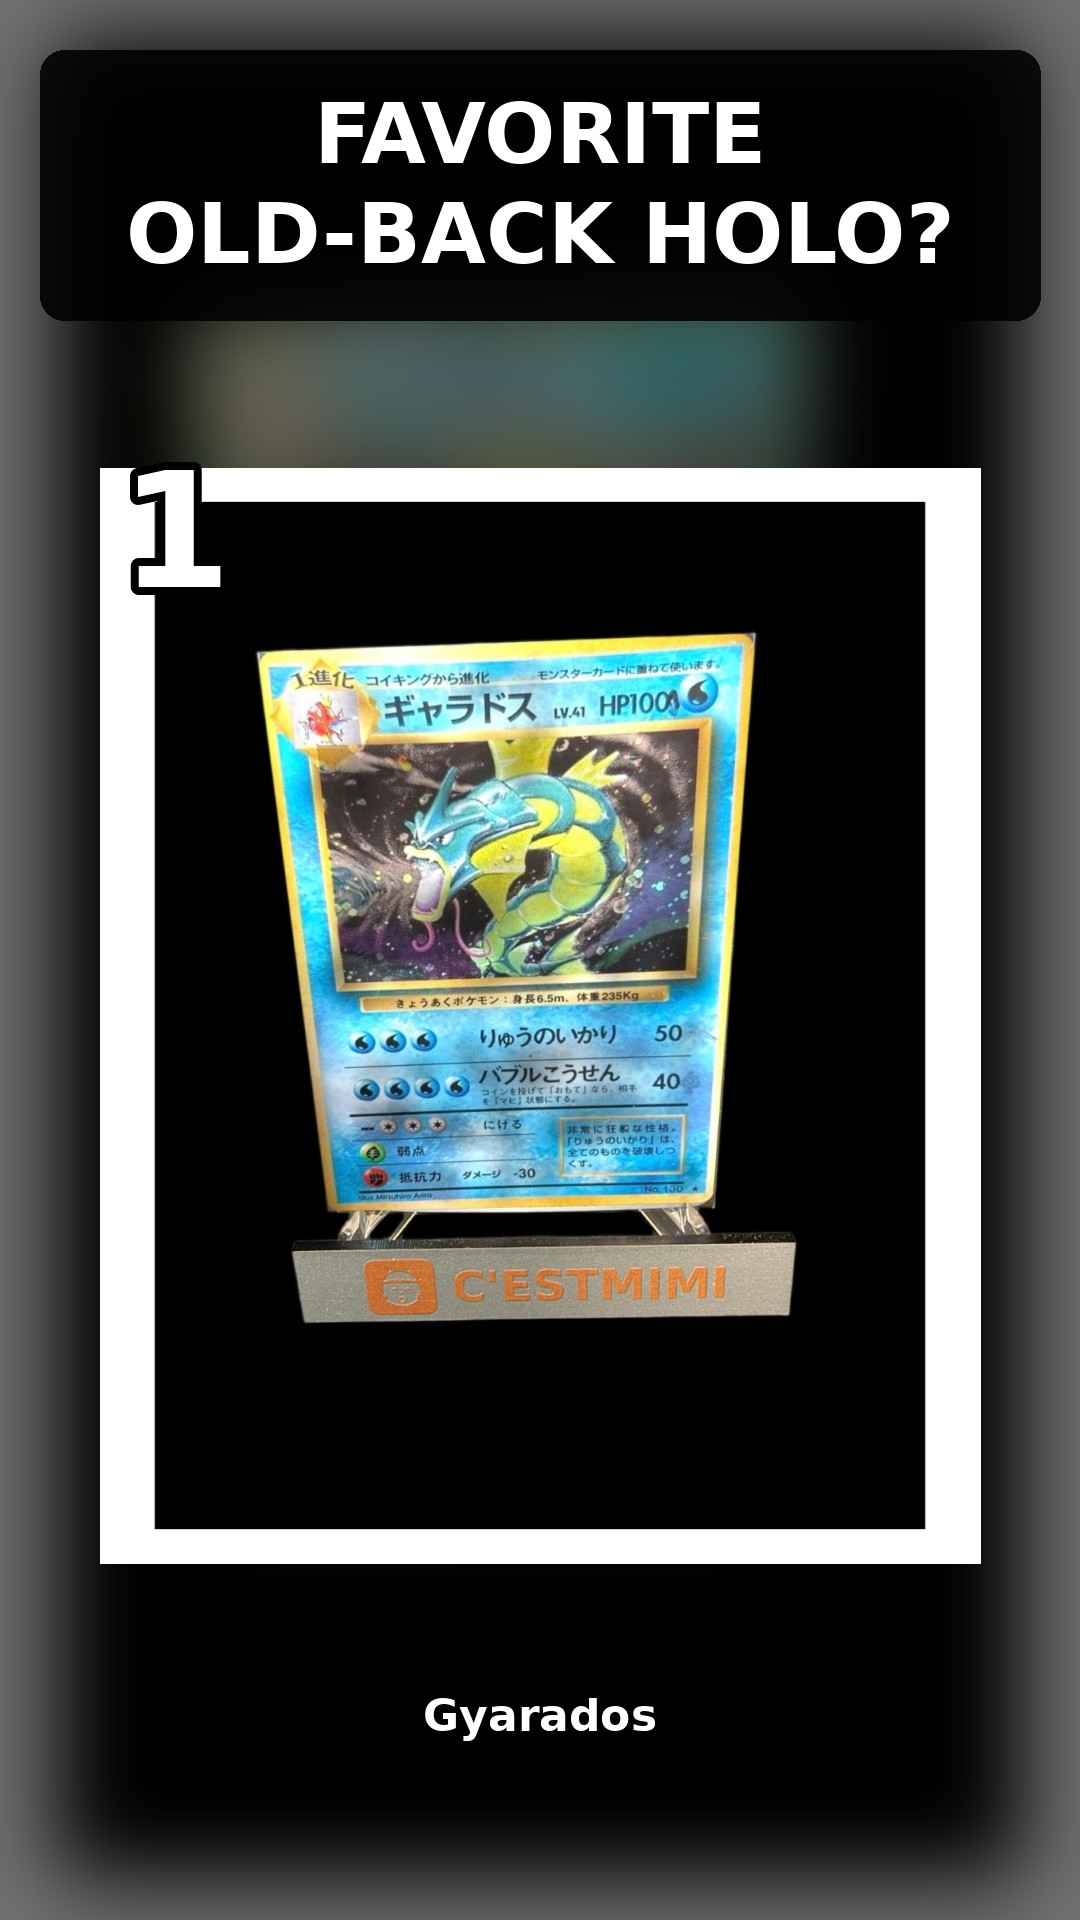 FAVORITE
OLD-BACK HOLO?
1
1進化 コイキングから進化 モンスターカードに重ねて使います。
ギャラドス LV.41 HP100
きょうあくポケモン：身長6.5m、体重235Kg
りゅうのいかり 50
バブルこうせん 40
コインを投げて「おもて」なら、相手
を「マヒ」状態にする。
にげる
弱点
抵抗力 ダメージ -30
非常に狂暴な性格。
「りゅうのいかり」は、
全てのものを破壊しつ
くす。
Illus Mitsuhiro Arita
No. 130
C'ESTMIMI
Gyarados